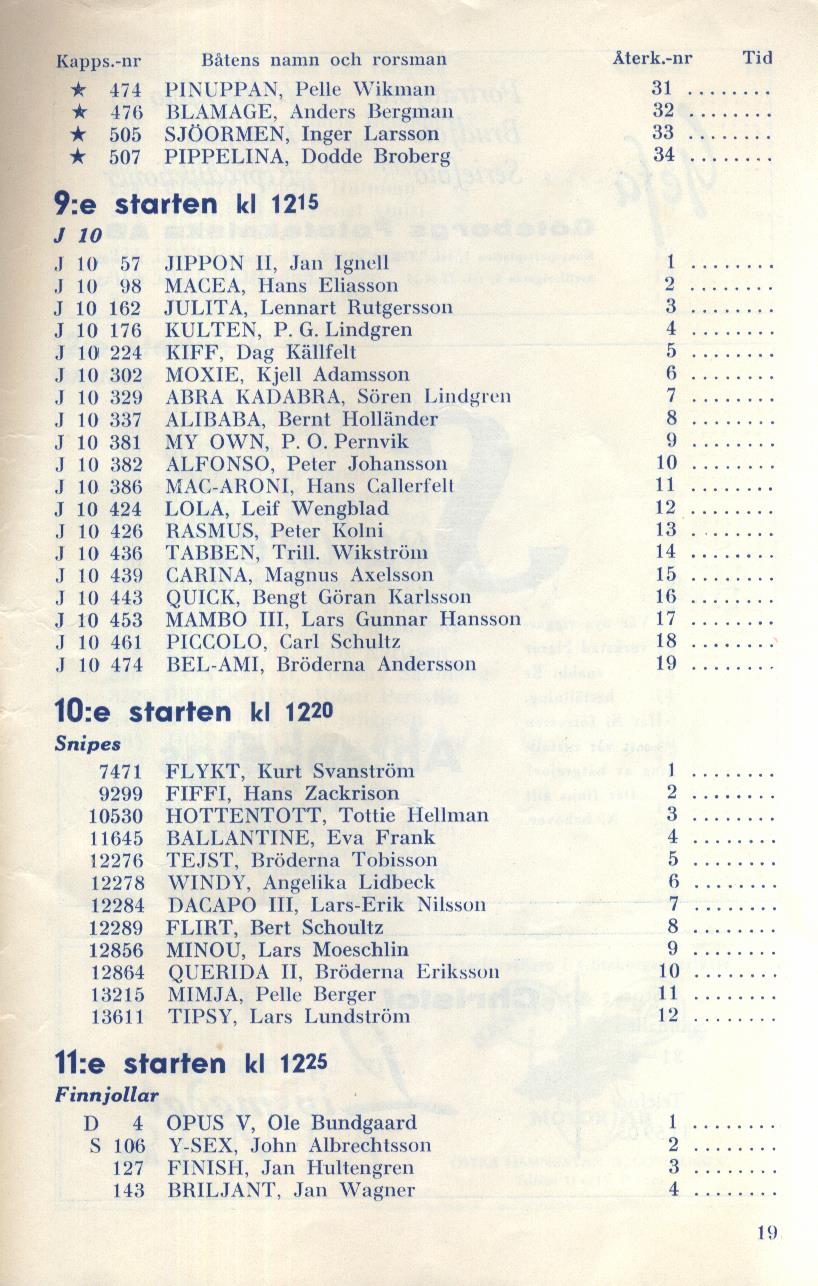 Kapps.-nr Båtens namn och rorsman Återk.-nr Tid
★ 474 PINUPPAN, Pelle Wikman 31 ........
★ 476 BLAMAGE, Anders Bergman 32 ........
★ 505 SJÖORMEN, Inger Larsson 33 ........
★ 507 PIPPELINA, Dodde Broberg 34 ........
9:e starten kl 1215
J 10
J 10 57 JIPPON II, Jan Ignell 1 ........
J 10 98 MACEA, Hans Eliasson 2 ........
J 10 162 JULITA, Lennart Rutgersson 3 ........
J 10 176 KULTEN, P. G. Lindgren 4 ........
J 10 224 KIFF, Dag Källfelt 5 ........
J 10 302 MOXIE, Kjell Adamsson 6 ........
J 10 329 ABRA KADABRA, Sören Lindgren 7 ........
J 10 337 ALIBABA, Bernt Holländer 8 ........
J 10 381 MY OWN, P. O. Pernvik 9 ........
J 10 382 ALFONSO, Peter Johansson 10 ........
J 10 386 MAC-ARONI, Hans Callerfelt 11 ........
J 10 424 LOLA, Leif Wengblad 12 ........
J 10 426 RASMUS, Peter Kolni 13 ........
J 10 436 TABBEN, Trill. Wikström 14 ........
J 10 439 CARINA, Magnus Axelsson 15 ........
J 10 443 QUICK, Bengt Göran Karlsson 16 ........
J 10 453 MAMBO III, Lars Gunnar Hansson 17 ........
J 10 461 PICCOLO, Carl Schultz 18 ........
J 10 474 BEL-AMI, Bröderna Andersson 19 ........
10:e starten kl 1220
Snipes
7471 FLYKT, Kurt Svanström 1 ........
9299 FIFFI, Hans Zackrison 2 ........
10530 HOTTENTOTT, Tottie Hellman 3 ........
11645 BALLANTINE, Eva Frank 4 ........
12276 TEJST, Bröderna Tobisson 5 ........
12278 WINDY, Angelika Lidbeck 6 ........
12284 DACAPO III, Lars-Erik Nilsson 7 ........
12289 FLIRT, Bert Schoultz 8 ........
12856 MINOU, Lars Moeschlin 9 ........
12864 QUERIDA II, Bröderna Eriksson 10 ........
13215 MIMJA, Pelle Berger 11 ........
13611 TIPSY, Lars Lundström 12 ........
11:e starten kl 1225
Finnjollar
D 4 OPUS V, Ole Bundgaard 1 ........
S 106 Y-SEX, John Albrechtsson 2 ........
127 FINISH, Jan Hultengren 3 ........
143 BRILJANT, Jan Wagner 4 ........
19